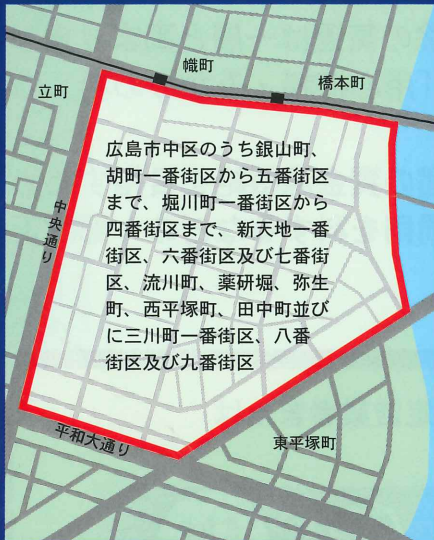 幟町
橋本町
立町
広島市中区のうち銀山町、
胡町一番街区から五番街区
まで、堀川町一番街区から
四番街区まで、新天地一番
街区、六番街区及び七番街
区、流川町、薬研堀、弥生
町、西平塚町、田中町並び
に三川町一番街区、八番
街区及び九番街区
中央通り
平和大通り
東平塚町